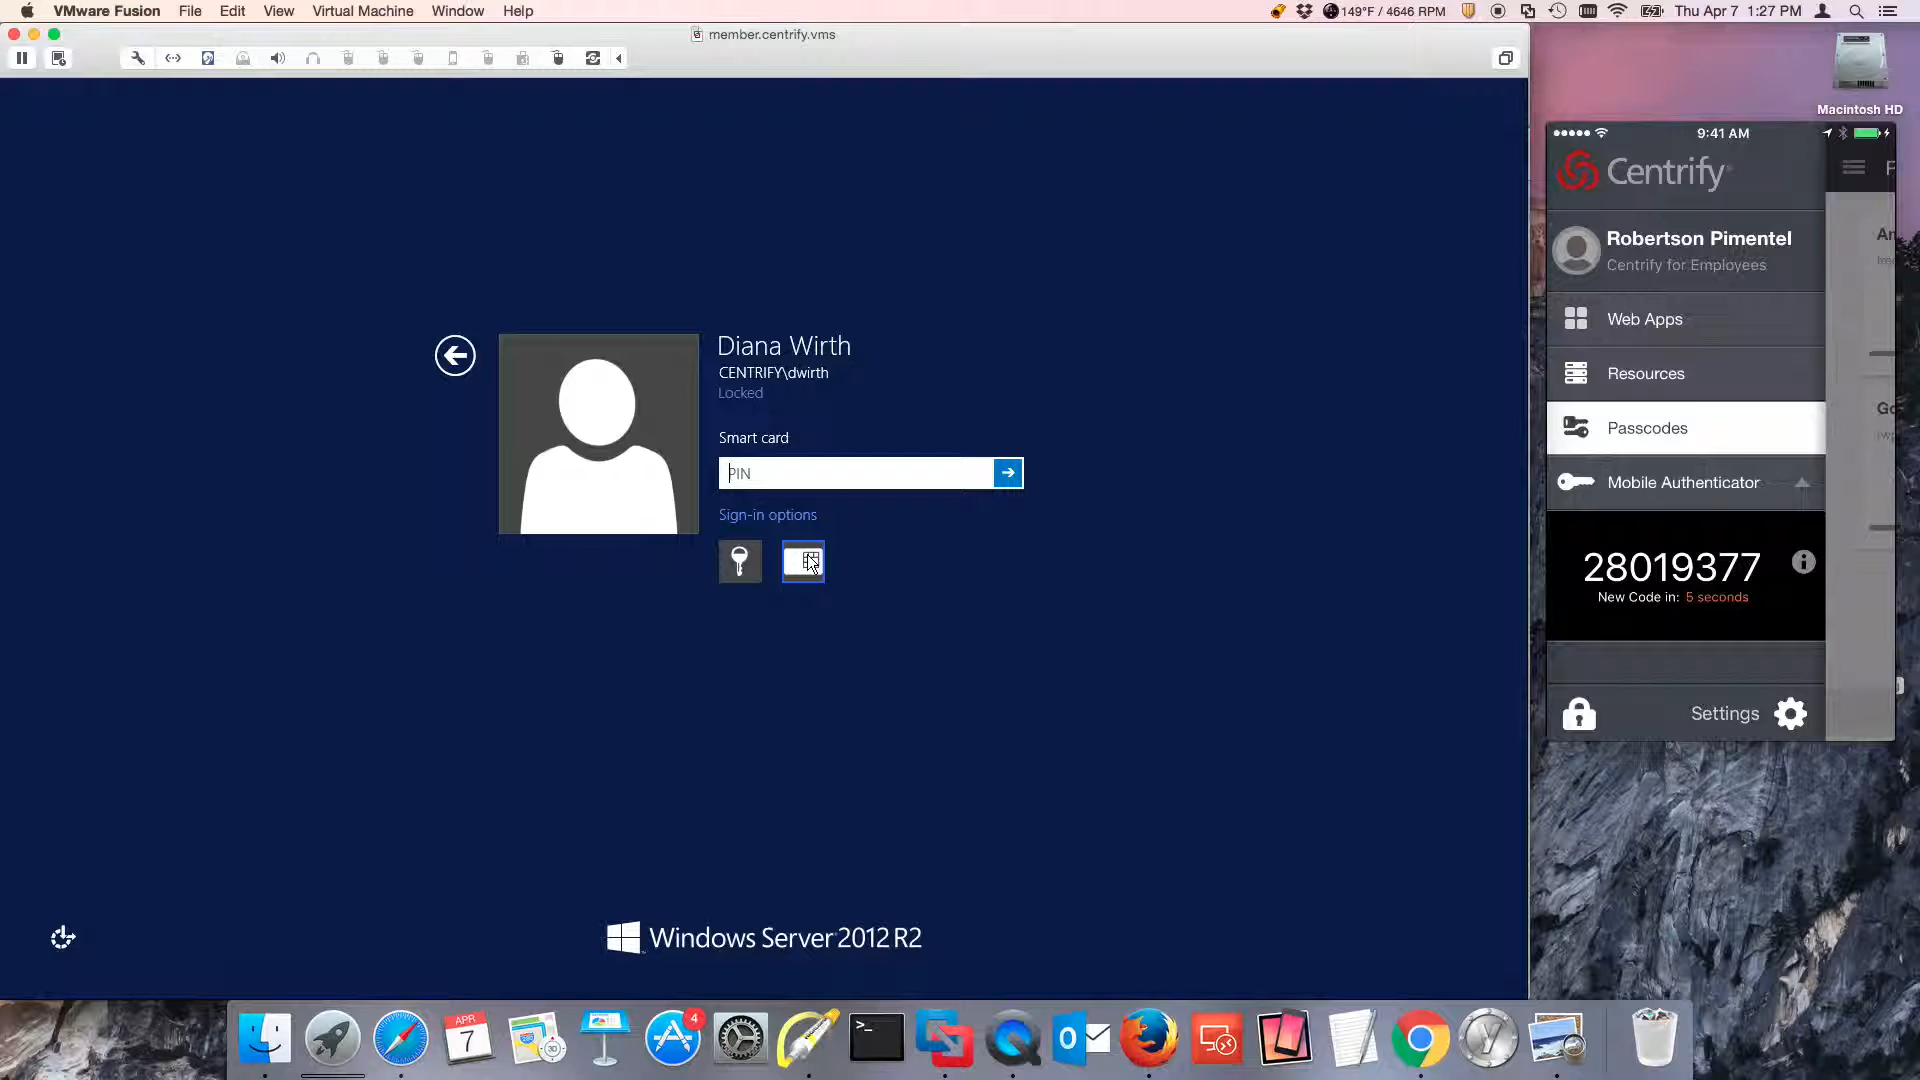 VMware Fusion File Edit View Virtual Machine Window Help
149°F / 4646 RPM Thu Apr 7 1:27 PM
member.centrify.vms
Macintosh HD
Diana Wirth
CENTRIFY\dwirth
Locked
Smart card
PIN
Sign-in options
Windows Server 2012 R2
9:41 AM
Centrify
Robertson Pimentel
Centrify for Employees
Web Apps
Resources
Passcodes
Mobile Authenticator
28019377
New Code in: 5 seconds
Settings
APR
7
30
4
>_